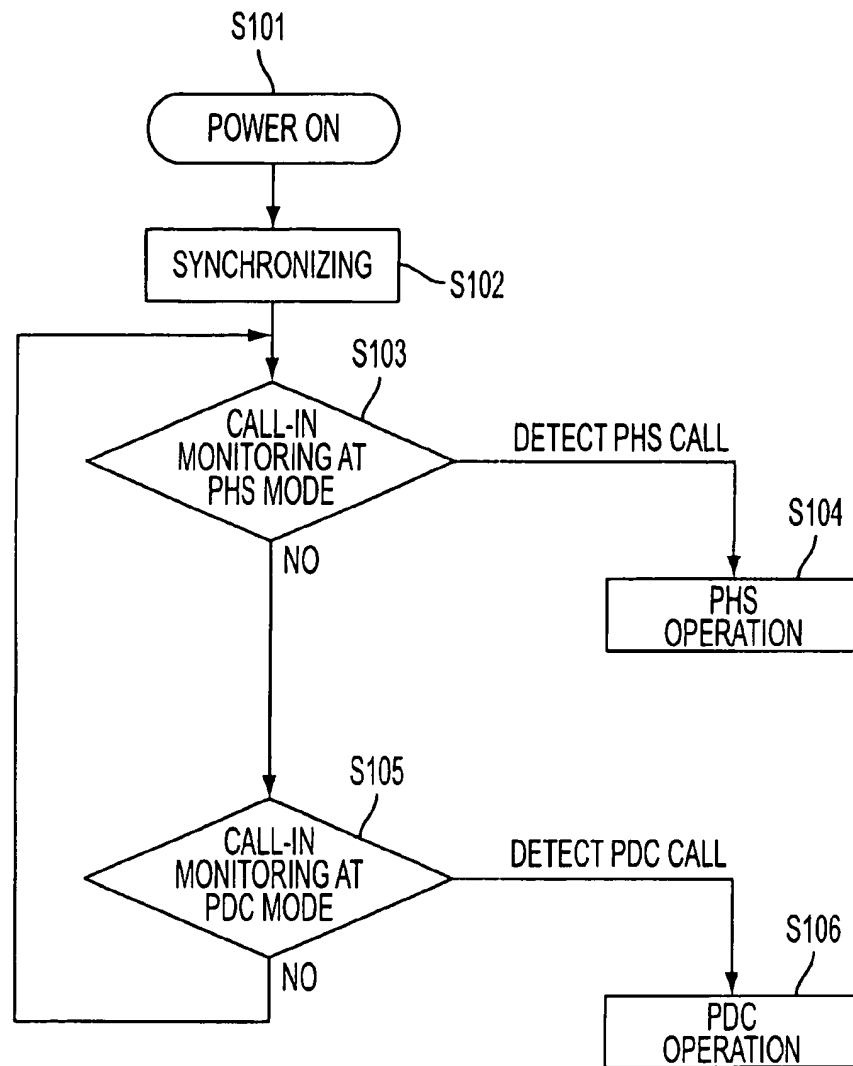 S101
POWER ON
SYNCHRONIZING
S102
S103
CALL-IN
MONITORING AT
PHS MODE
DETECT PHS CALL
NO
S104
PHS
OPERATION
S105
CALL-IN
MONITORING AT
PDC MODE
DETECT PDC CALL
NO
S106
PDC
OPERATION